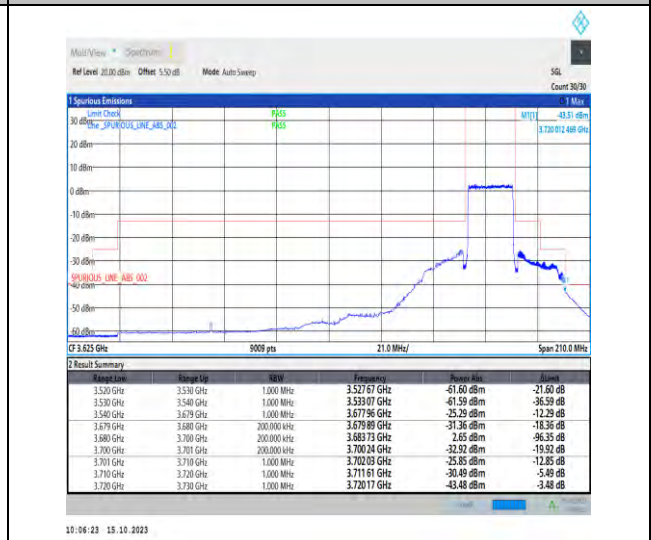 MultiView Spectrum
Ref Level 20.00 dBm Offset 5.50 dB Mode Auto Sweep SGL
Count 30/30
1 Spurious Emissions 1 Max
Limit Check PASS M1[1] -43.51 dBm
30 dBm Line _SPURIOUS_LINE_ABS_002 PASS 3.730 012 469 GHz
20 dBm
10 dBm
0 dBm
-10 dBm
-20 dBm
-30 dBm
_SPURIOUS_LINE_ABS_002
-40 dBm
-50 dBm
-60 dBm
CF 3.625 GHz 9009 pts 21.0 MHz/ Span 210.0 MHz
2 Result Summary
Range Low Range Up RBW Frequency Power Abs ΔLimit
3.520 GHz 3.530 GHz 1.000 MHz 3.527 67 GHz -61.60 dBm -21.60 dB
3.530 GHz 3.540 GHz 1.000 MHz 3.533 07 GHz -61.59 dBm -36.59 dB
3.540 GHz 3.679 GHz 1.000 MHz 3.677 96 GHz -25.29 dBm -12.29 dB
3.679 GHz 3.680 GHz 200.000 kHz 3.679 89 GHz -31.36 dBm -18.36 dB
3.680 GHz 3.700 GHz 200.000 kHz 3.683 73 GHz 2.65 dBm -96.35 dB
3.700 GHz 3.701 GHz 200.000 kHz 3.700 24 GHz -32.92 dBm -19.92 dB
3.701 GHz 3.710 GHz 1.000 MHz 3.702 03 GHz -25.85 dBm -12.85 dB
3.710 GHz 3.720 GHz 1.000 MHz 3.711 61 GHz -30.49 dBm -5.49 dB
3.720 GHz 3.730 GHz 1.000 MHz 3.720 17 GHz -43.48 dBm -3.48 dB
10:06:23 15.10.2023